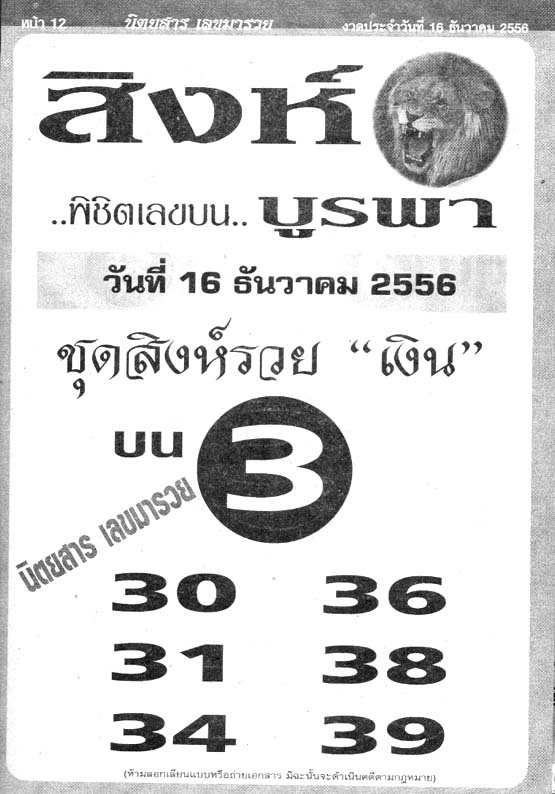 หน้า 12 นิตยสาร เลขมารวย งวดประจำวันที่ 16 ธันวาคม 2556
สิงห์
..พิชิตเลขบน.. บูรพา
วันที่ 16 ธันวาคม 2556
ชุดสิงห์รวย “เงิน”
บน 3
นิตยสาร เลขมารวย
30 36
31 38
34 39
(ห้ามลอกเลียนแบบหรือถ่ายเอกสาร มิฉะนั้นจะดำเนินคดีตามกฎหมาย)